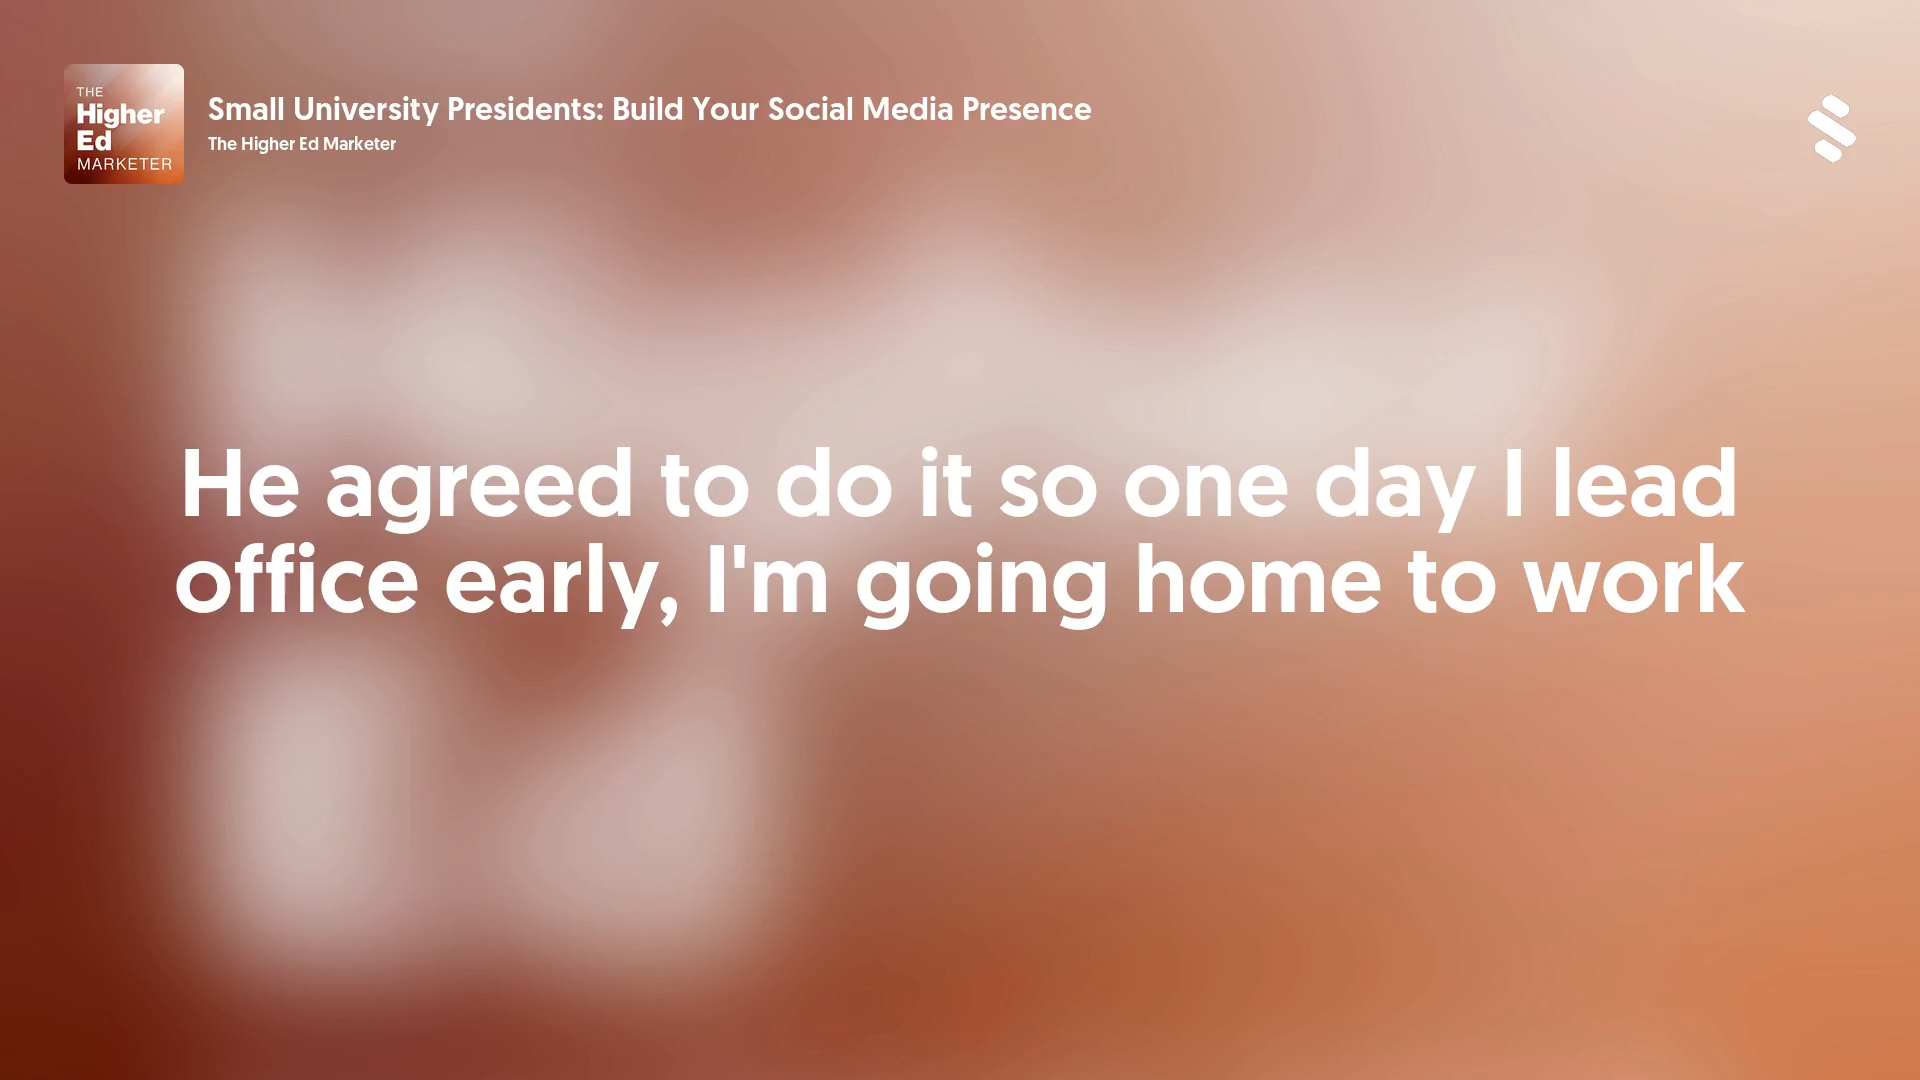 THE
Higher
Ed
MARKETER
Small University Presidents: Build Your Social Media Presence
The Higher Ed Marketer
He agreed to do it so one day I lead
office early, I'm going home to work